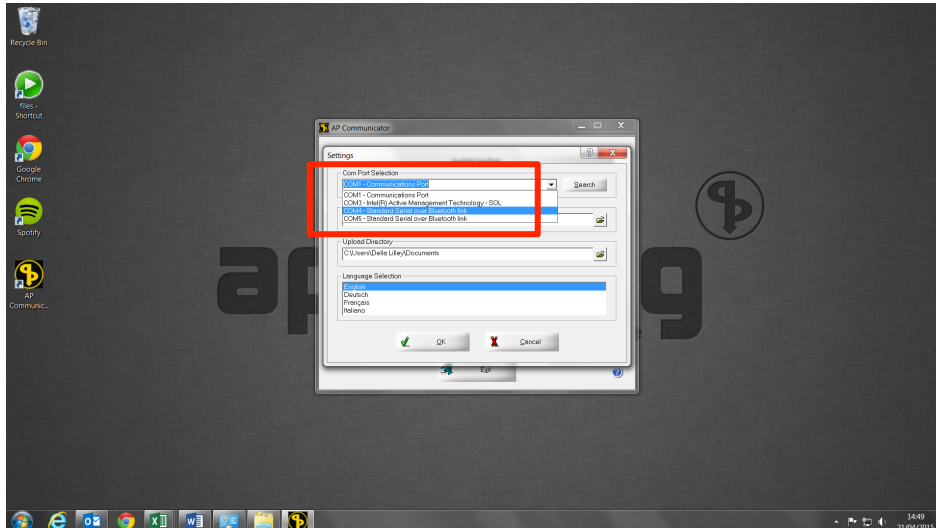 Recycle Bin
files -
Shortcut
Google
Chrome
Spotify
AP
Communic...
AP Communicator
Settings
Com Port Selection
COM1 - Communications Port
Search
COM1 - Communications Port
COM3 - Intel(R) Active Management Technology - SOL
COM4 - Standard Serial over Bluetooth link
COM5 - Standard Serial over Bluetooth link
Upload Directory
C:\Users\Della Lilley\Documents
Language Selection
English
Deutsch
Français
Italiano
OK
Cancel
Exit
14:49
21/04/2015